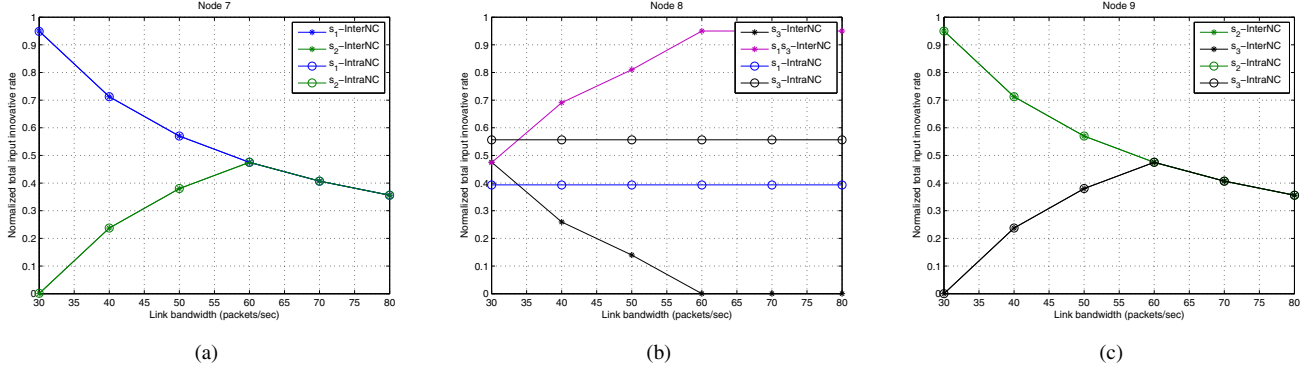 Node 7
Normalized total input innovative rate
1
0.9
0.8
0.7
0.6
0.5
0.4
0.3
0.2
0.1
0
30 35 40 45 50 55 60 65 70 75 80
Link bandwidth (packets/sec)
s1−InterNC
s2−InterNC
s1−IntraNC
s2−IntraNC
(a)
Node 8
Normalized total input innovative rate
1
0.9
0.8
0.7
0.6
0.5
0.4
0.3
0.2
0.1
0
30 35 40 45 50 55 60 65 70 75 80
Link bandwidth (packets/sec)
s3−InterNC
s1s3−InterNC
s1−IntraNC
s3−IntraNC
(b)
Node 9
Normalized total input innovative rate
1
0.9
0.8
0.7
0.6
0.5
0.4
0.3
0.2
0.1
0
30 35 40 45 50 55 60 65 70 75 80
Link bandwidth (packets/sec)
s2−InterNC
s3−InterNC
s2−IntraNC
s3−IntraNC
(c)